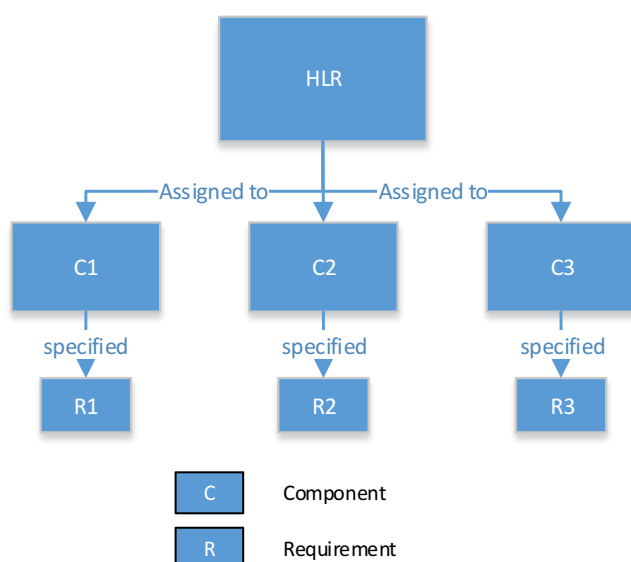 HLR
Assigned to Assigned to
C1 C2 C3
specified specified specified
R1 R2 R3
C Component
R Requirement